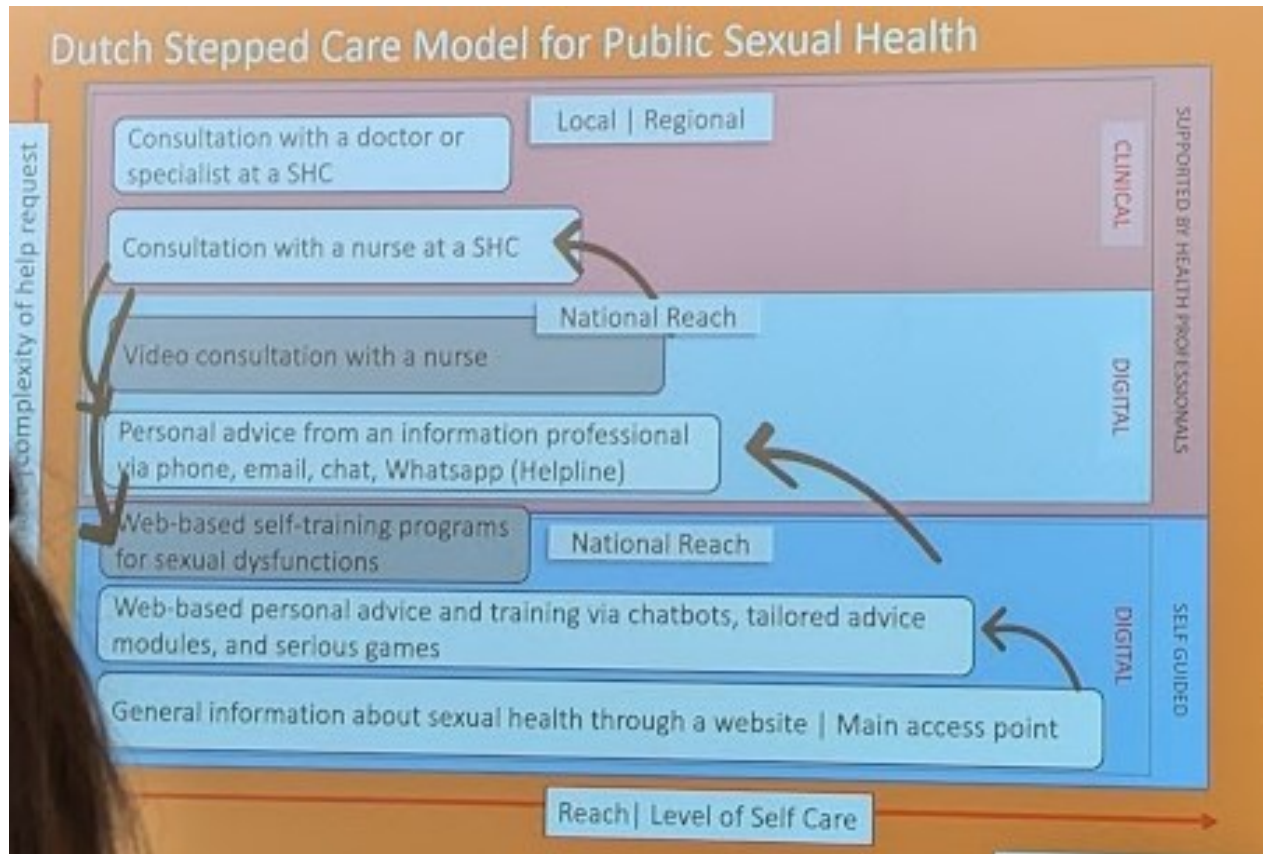 Dutch Stepped Care Model for Public Sexual Health
Local | Regional
Consultation with a doctor or
specialist at a SHC
Consultation with a nurse at a SHC
CLINICAL
National Reach
Video consultation with a nurse
Personal advice from an information professional
via phone, email, chat, Whatsapp (Helpline)
DIGITAL
SUPPORTED BY HEALTH PROFESSIONALS
Web-based self-training programs
for sexual dysfunctions
National Reach
Web-based personal advice and training via chatbots, tailored advice
modules, and serious games
General information about sexual health through a website | Main access point
DIGITAL
SELF GUIDED
complexity of help request
Reach| Level of Self Care